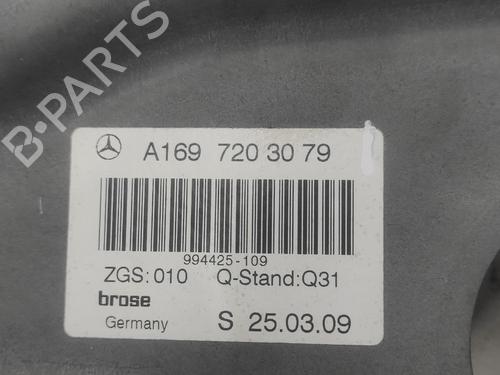 A169 720 30 79
994425-109
ZGS:010 Q-Stand:Q31
brose
Germany S 25.03.09
B-PARTS